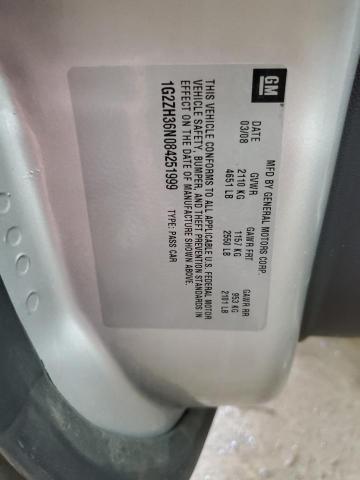 GM
MFD BY GENERAL MOTORS CORP.
DATE GVWR GAWR FRT GAWR RR
03/08 2110 KG 1157 KG 953 KG
4651 LB 2550 LB 2101 LB
THIS VEHICLE CONFORMS TO ALL APPLICABLE U.S. FEDERAL MOTOR
VEHICLE SAFETY, BUMPER, AND THEFT PREVENTION STANDARDS IN
EFFECT ON THE DATE OF MANUFACTURE SHOWN ABOVE.
1G2ZH36N084251999 TYPE: PASS CAR